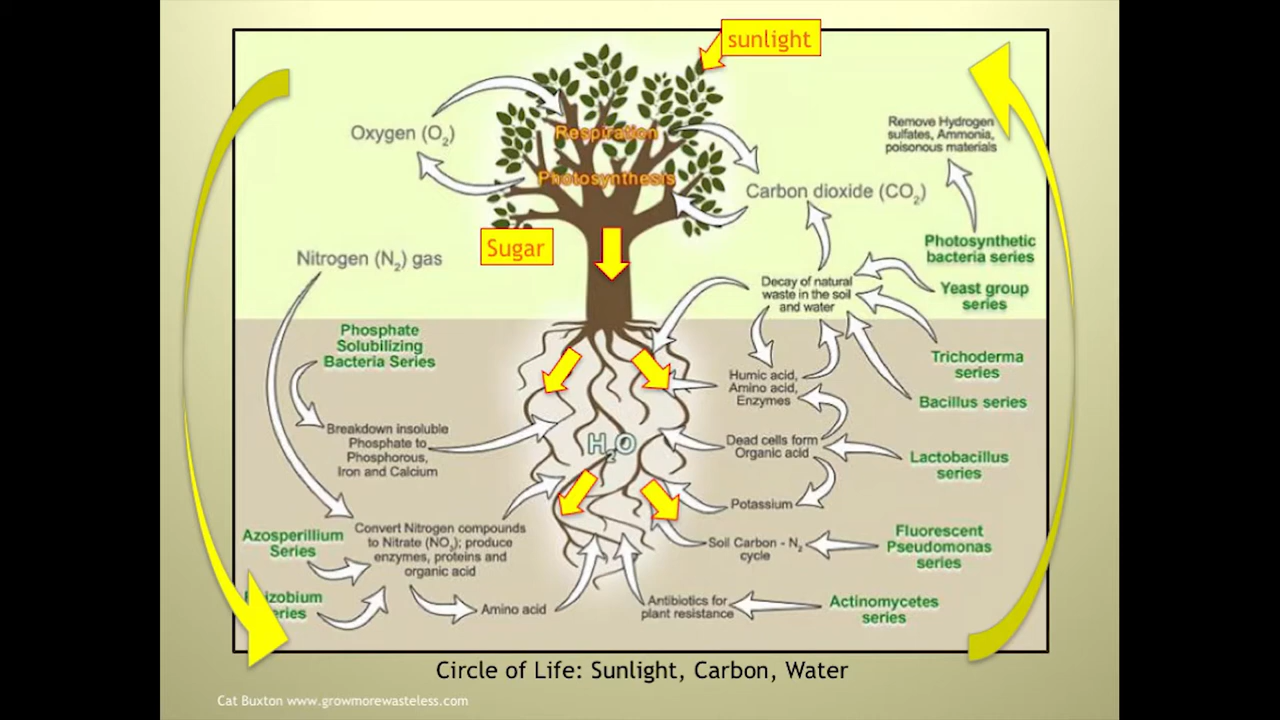 sunlight
Oxygen (O₂)
Respiration
Photosynthesis
Remove Hydrogen
sulfates, Ammonia,
poisonous materials
Carbon dioxide (CO₂)
Sugar
Nitrogen (N₂) gas
Photosynthetic
bacteria series
Decay of natural
waste in the soil
and water
Yeast group
series
Phosphate
Solubilizing
Bacteria Series
Trichoderma
series
Humic acid,
Amino acid,
Enzymes
Bacillus series
Breakdown insoluble
Phosphate to
Phosphorous,
Iron and Calcium
H₂O
Dead cells form
Organic acid
Lactobacillus
series
Potassium
Azosperillium
Series
Convert Nitrogen compounds
to Nitrate (NO₂); produce
enzymes, proteins and
organic acid
Soil Carbon - N₂
cycle
Fluorescent
Pseudomonas
series
Amino acid
Antibiotics for
plant resistance
Actinomycetes
series
Circle of Life: Sunlight, Carbon, Water
Cat Buxton www.growmorewasteless.com